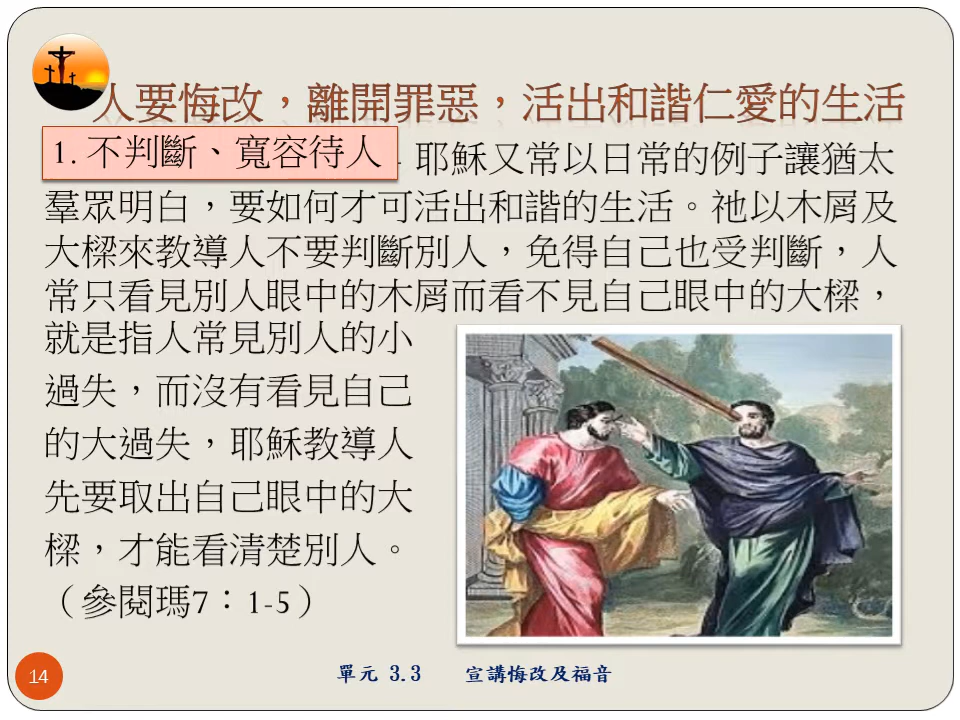 人要悔改，離開罪惡，活出和諧仁愛的生活
1. 不判斷、寬容待人 耶穌又常以日常的例子讓猶太
羣眾明白，要如何才可活出和諧的生活。祂以木屑及
大樑來教導人不要判斷別人，免得自己也受判斷，人
常只看見別人眼中的木屑而看不見自己眼中的大樑，
就是指人常見別人的小
過失，而沒有看見自己
的大過失，耶穌教導人
先要取出自己眼中的大
樑，才能看清楚別人。
（參閱瑪7：1-5）
14 單元 3.3 宣講悔改及福音